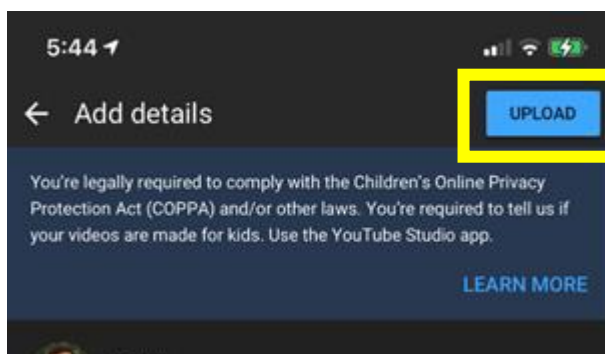 5:44
Add details
UPLOAD
You're legally required to comply with the Children's Online Privacy
Protection Act (COPPA) and/or other laws. You're required to tell us if
your videos are made for kids. Use the YouTube Studio app.
LEARN MORE